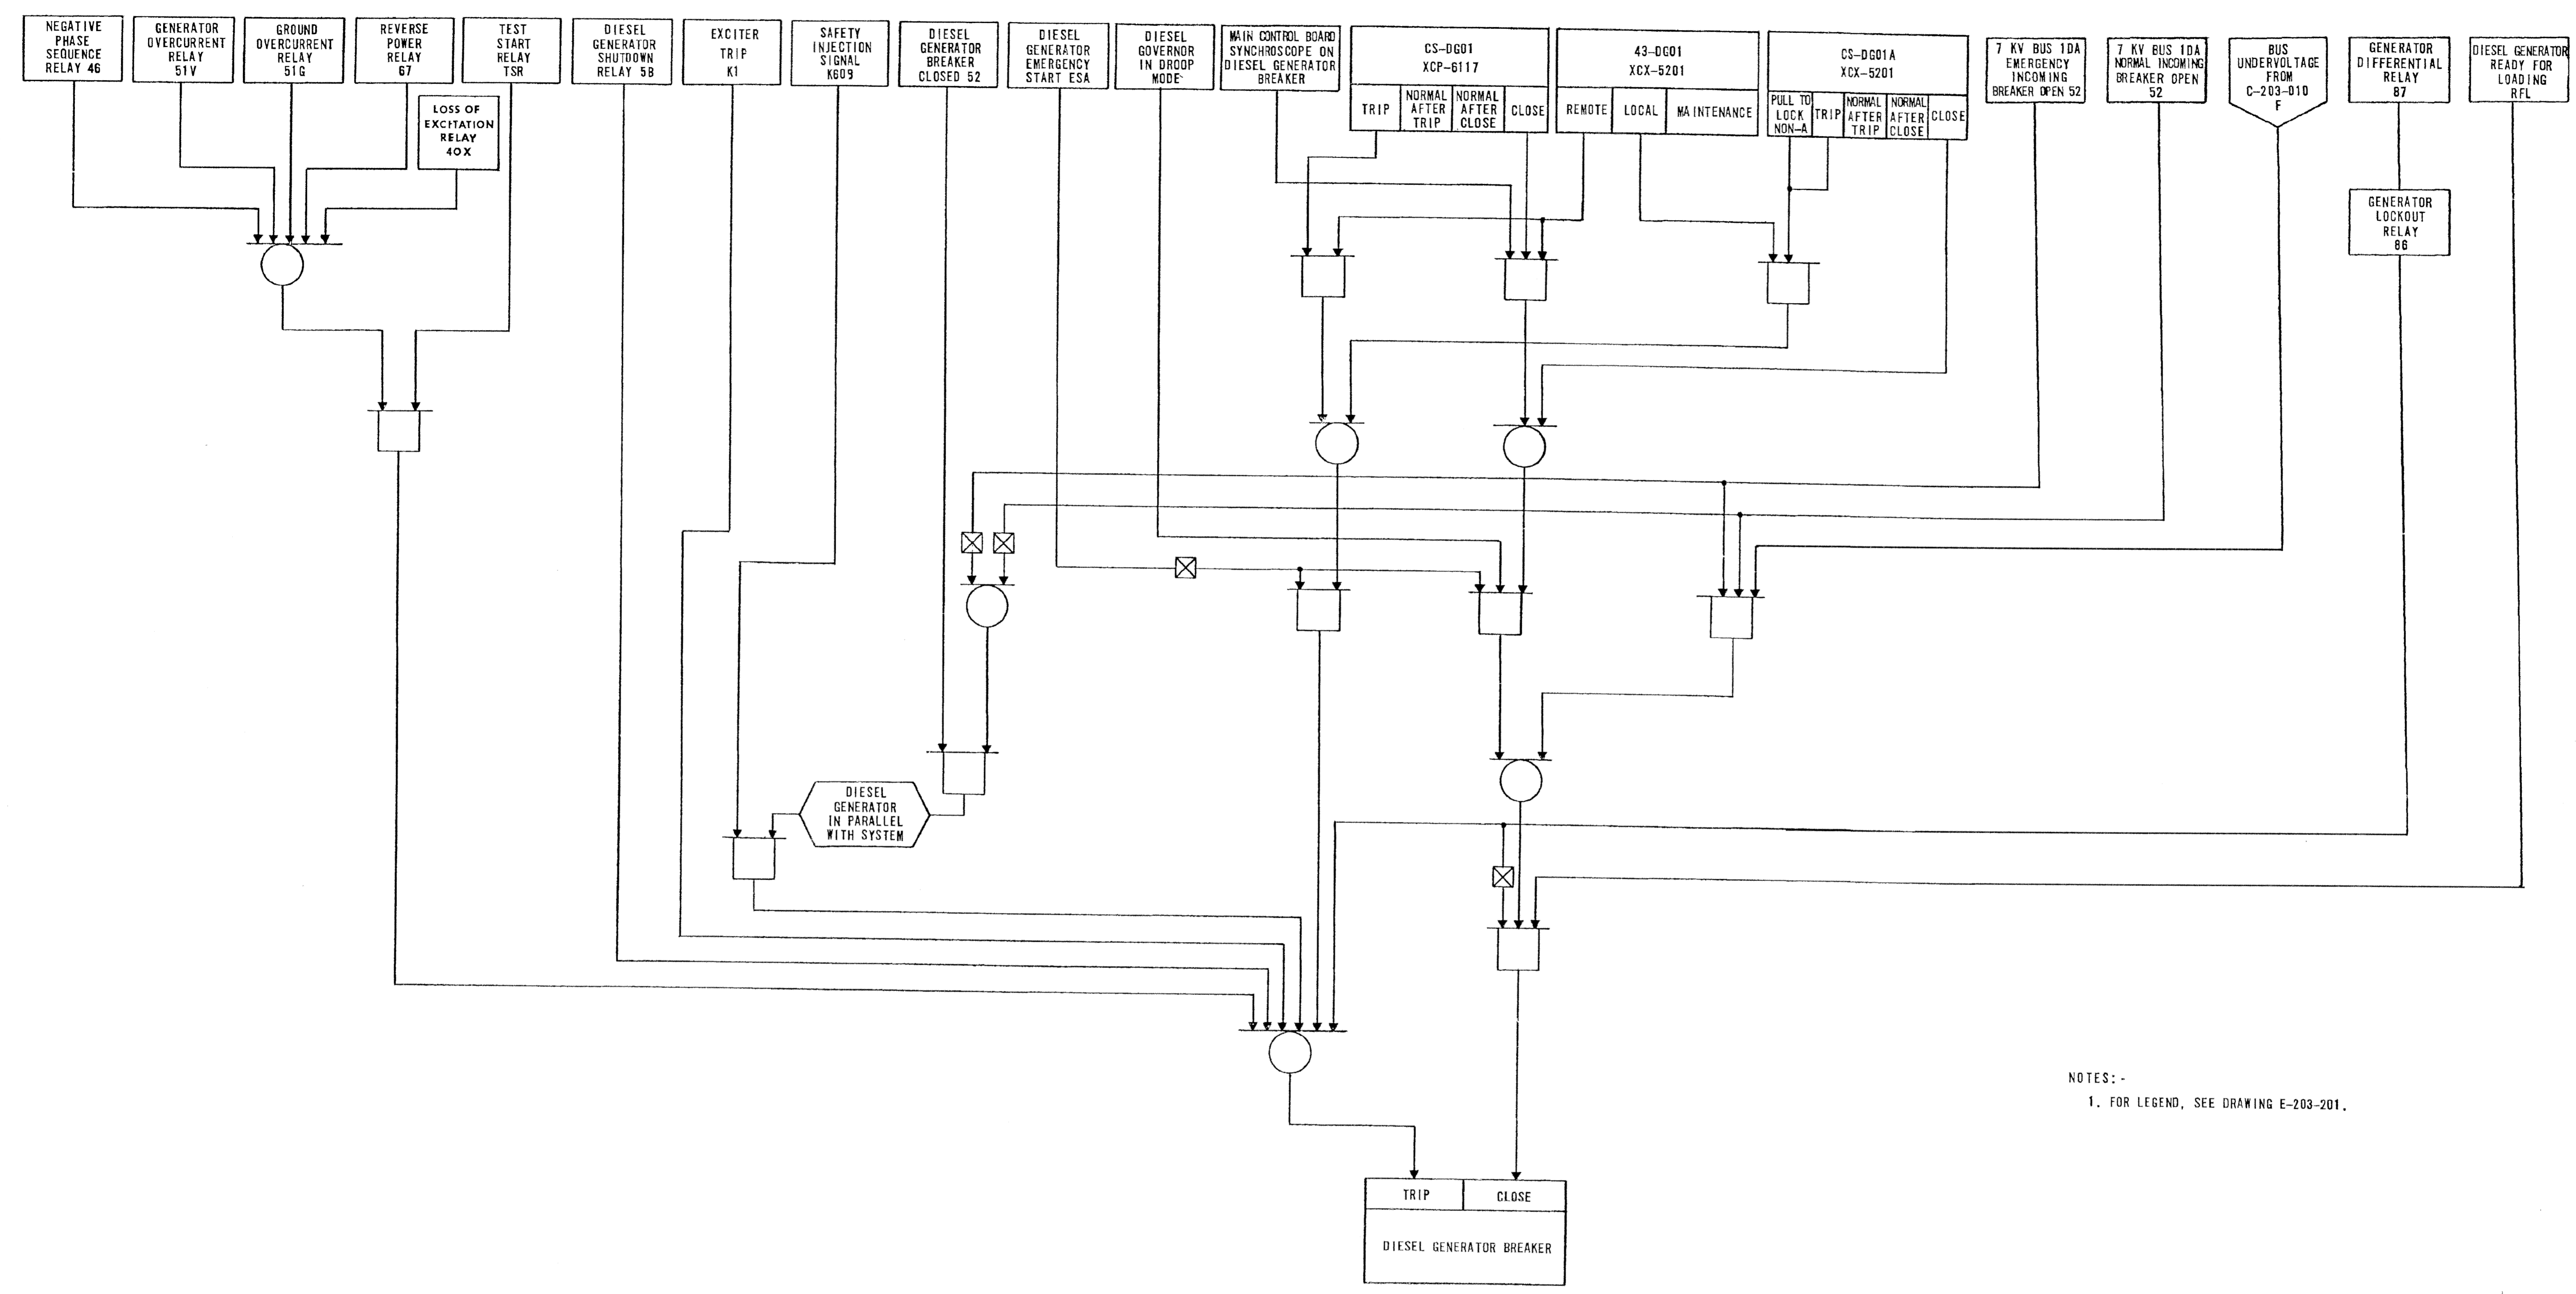 NEGATIVE
PHASE
SEQUENCE
RELAY 46
GENERATOR
OVERCURRENT
RELAY
51V
GROUND
OVERCURRENT
RELAY
51G
REVERSE
POWER
RELAY
67
LOSS OF
EXCITATION
RELAY
40X
TEST
START
RELAY
TSR
DIESEL
GENERATOR
SHUTDOWN
RELAY 5B
EXCITER
TRIP
K1
SAFETY
INJECTION
SIGNAL
K609
DIESEL
GENERATOR
BREAKER
CLOSED 52
DIESEL
GENERATOR
EMERGENCY
START ESA
DIESEL
GOVERNOR
IN DROOP
MODE
MAIN CONTROL BOARD
SYNCHROSCOPE ON
DIESEL GENERATOR
BREAKER
CS-DG01
XCP-6117
TRIP
NORMAL
AFTER
TRIP
NORMAL
AFTER
CLOSE
CLOSE
43-DG01
XCX-5201
REMOTE
LOCAL
MAINTENANCE
CS-DG01A
XCX-5201
PULL TO
LOCK
NON-A
TRIP
NORMAL
AFTER
TRIP
NORMAL
AFTER
CLOSE
CLOSE
7 KV BUS 1DA
EMERGENCY
INCOMING
BREAKER OPEN 52
7 KV BUS 1DA
NORMAL INCOMING
BREAKER OPEN
52
BUS
UNDERVOLTAGE
FROM
C-203-010
F
GENERATOR
DIFFERENTIAL
RELAY
87
GENERATOR
LOCKOUT
RELAY
86
DIESEL GENERATOR
READY FOR
LOADING
RFL
DIESEL
GENERATOR
IN PARALLEL
WITH SYSTEM
TRIP
CLOSE
DIESEL GENERATOR BREAKER
NOTES:-
1. FOR LEGEND, SEE DRAWING E-203-201.